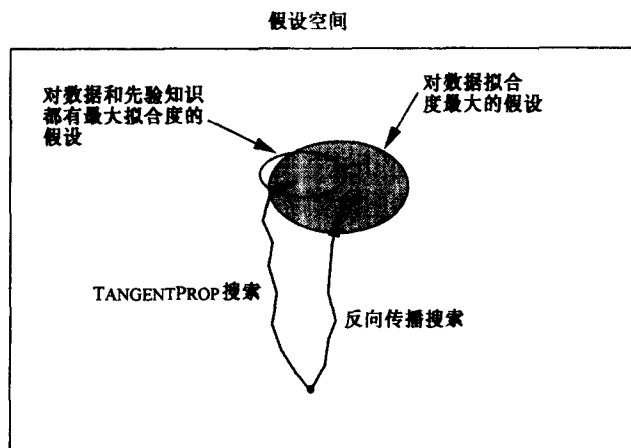 假设空间
对数据和先验知识
都有最大拟合度的
假设
对数据拟合
度最大的假设
TANGENTPROP搜索
反向传播搜索